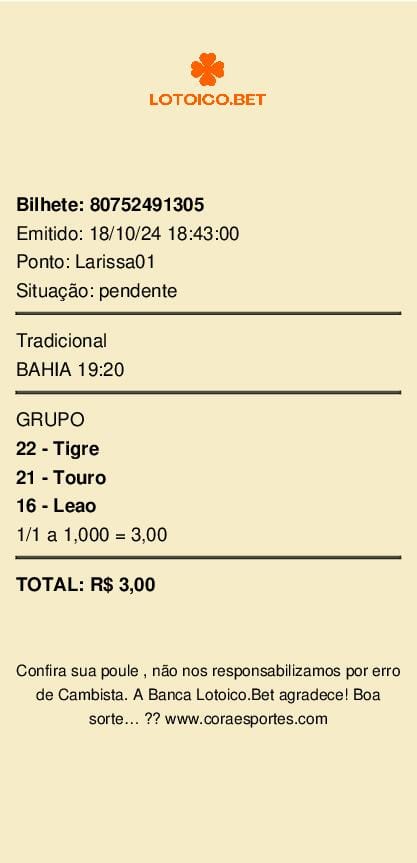 LOTOICO.BET
Bilhete: 80752491305
Emitido: 18/10/24 18:43:00
Ponto: Larissa01
Situação: pendente
Tradicional
BAHIA 19:20
GRUPO
22 - Tigre
21 - Touro
16 - Leao
1/1 a 1,000 = 3,00
TOTAL: R$ 3,00
Confira sua poule , não nos responsabilizamos por erro
de Cambista. A Banca Lotoico.Bet agradece! Boa
sorte... ?? www.coraesportes.com